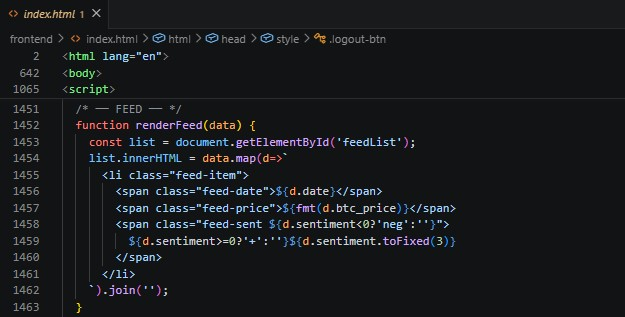 index.html 1 ×
frontend > index.html > html > head > style > .logout-btn
2 <html lang="en">
642 <body>
1065 <script>
1451 /* — FEED — */
1452 function renderFeed(data) {
1453 const list = document.getElementById('feedList');
1454 list.innerHTML = data.map(d=>`
1455 <li class="feed-item">
1456 <span class="feed-date">${d.date}</span>
1457 <span class="feed-price">${fmt(d.btc_price)}</span>
1458 <span class="feed-sent ${d.sentiment<0?'neg':''}">
1459 ${d.sentiment>=0?'+':''}${d.sentiment.toFixed(3)}
1460 </span>
1461 </li>
1462 `).join('');
1463 }